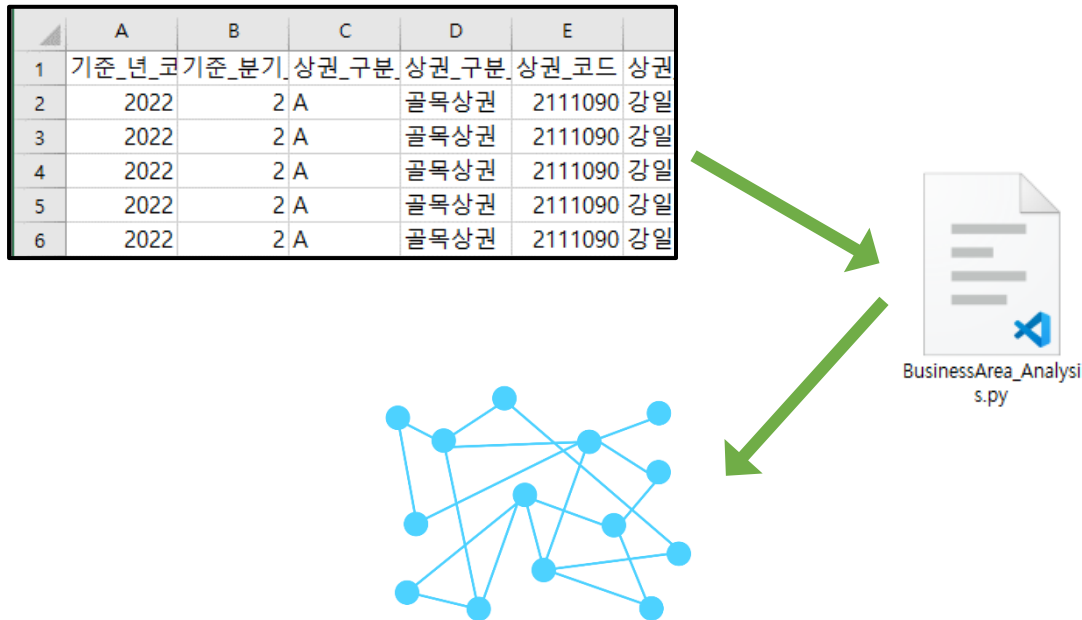 A B C D E
1 기준_년_코 기준_분기_ 상권_구분_ 상권_구분_ 상권_코드 상권_
2 2022 2 A 골목상권 2111090 강일
3 2022 2 A 골목상권 2111090 강일
4 2022 2 A 골목상권 2111090 강일
5 2022 2 A 골목상권 2111090 강일
6 2022 2 A 골목상권 2111090 강일
BusinessArea_Analysi
s.py